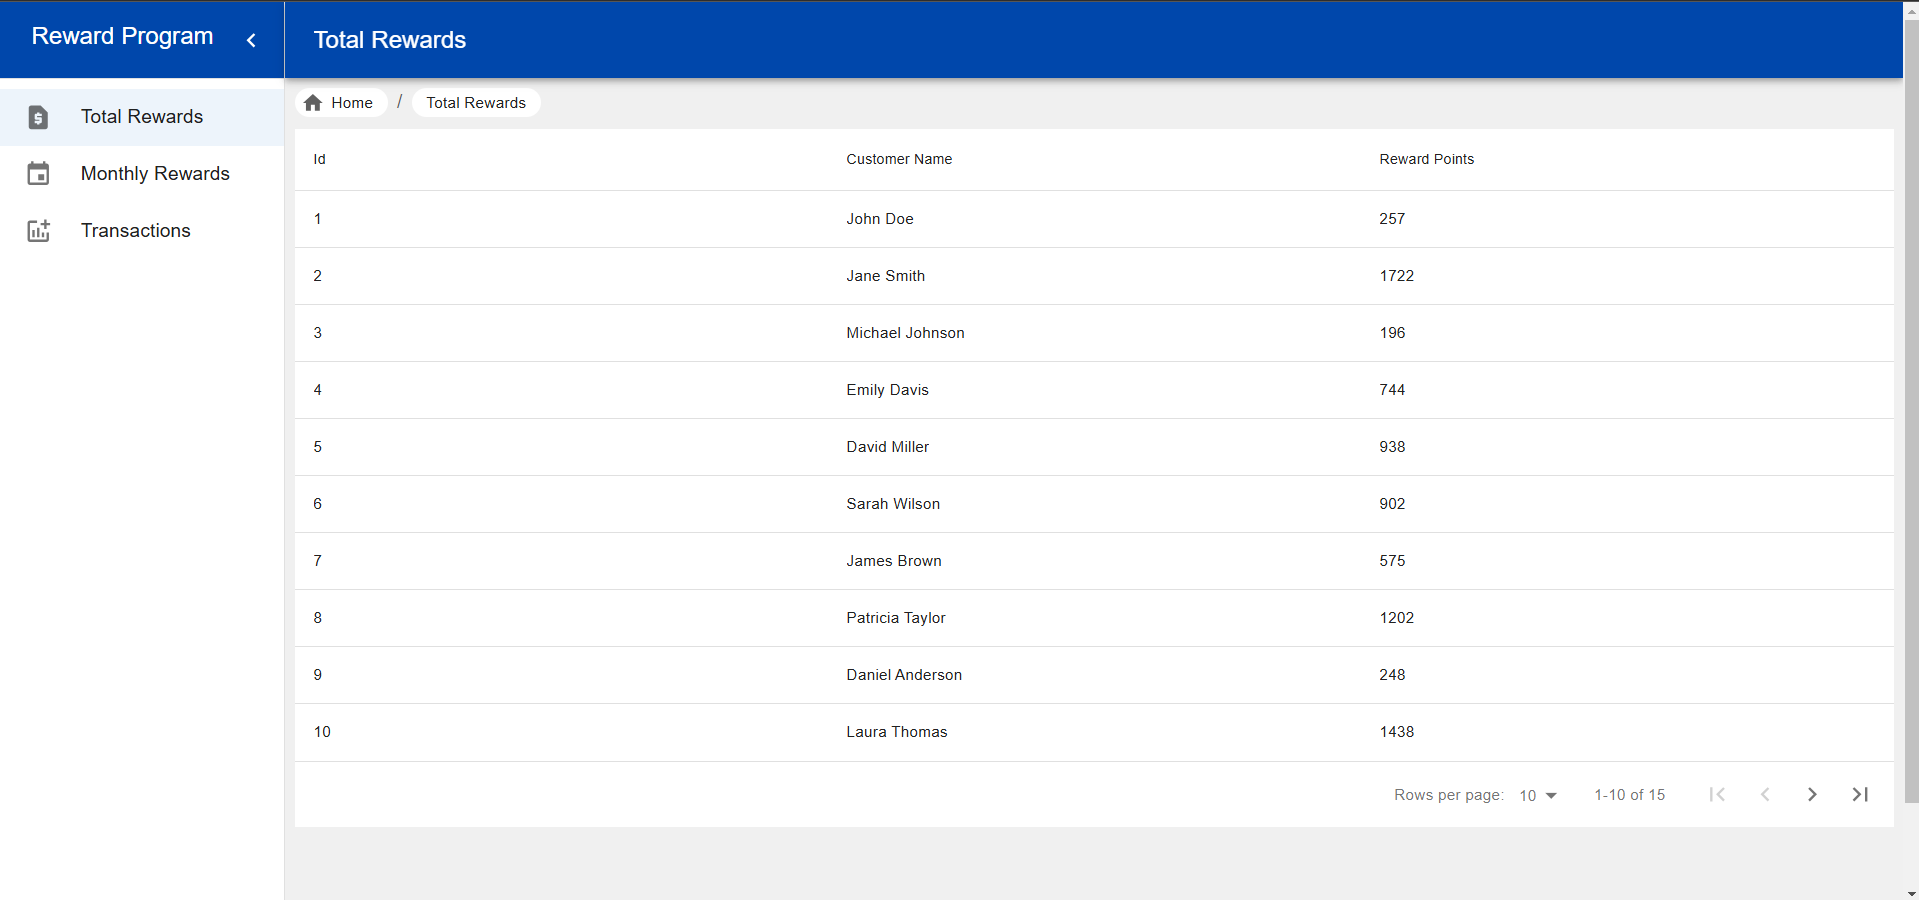 Reward Program
Total Rewards
Total Rewards
Monthly Rewards
Transactions
Home / Total Rewards
Id Customer Name Reward Points
1 John Doe 257
2 Jane Smith 1722
3 Michael Johnson 196
4 Emily Davis 744
5 David Miller 938
6 Sarah Wilson 902
7 James Brown 575
8 Patricia Taylor 1202
9 Daniel Anderson 248
10 Laura Thomas 1438
Rows per page: 10 1-10 of 15